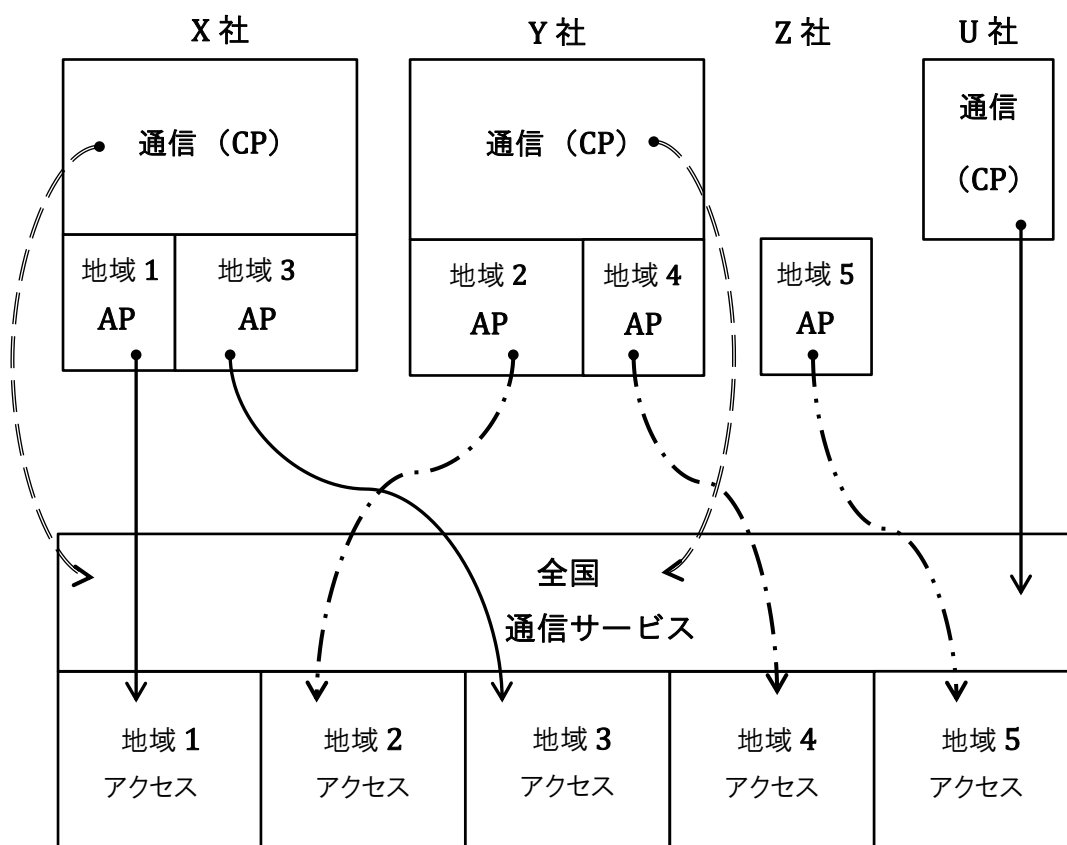 X 社
Y 社
Z 社
U 社
通信（CP）
通信（CP）
通信
（CP）
地域 1
AP
地域 3
AP
地域 2
AP
地域 4
AP
地域 5
AP
全国
通信サービス
地域 1
アクセス
地域 2
アクセス
地域 3
アクセス
地域 4
アクセス
地域 5
アクセス